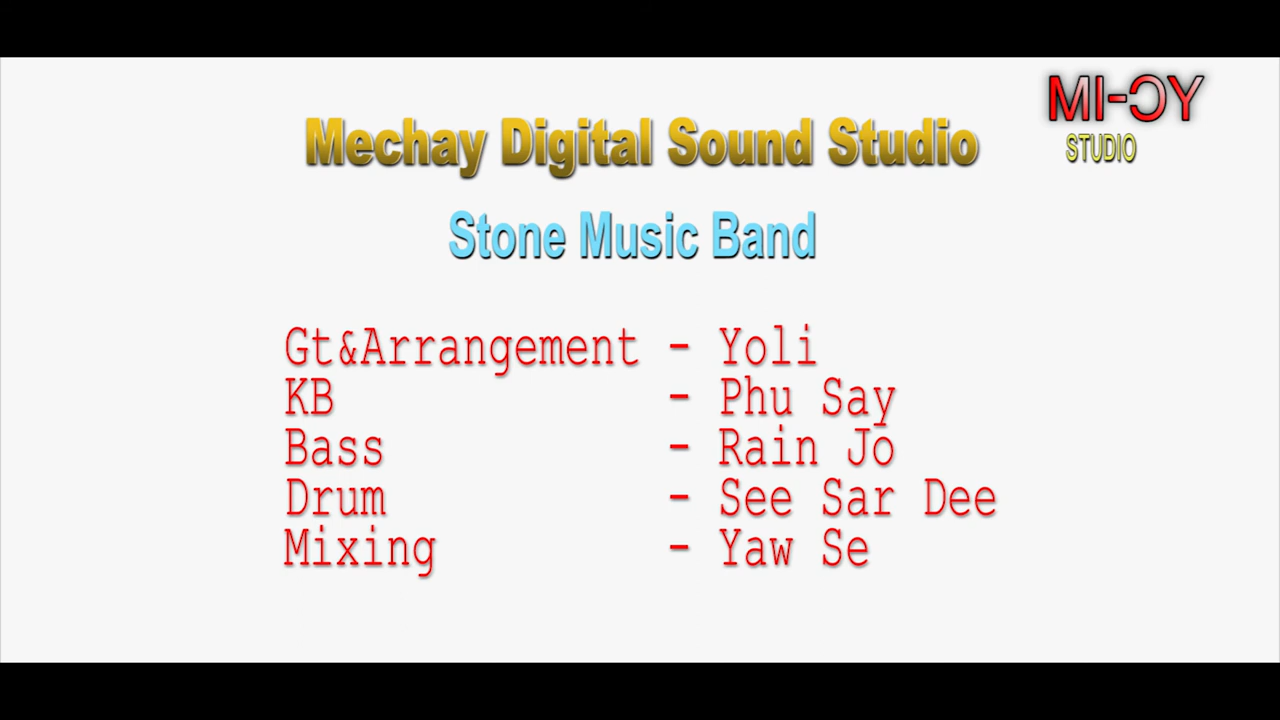 MI-ƆY
STUDIO
Mechay Digital Sound Studio
Stone Music Band
Gt&Arrangement - Yoli
KB - Phu Say
Bass - Rain Jo
Drum - See Sar Dee
Mixing - Yaw Se